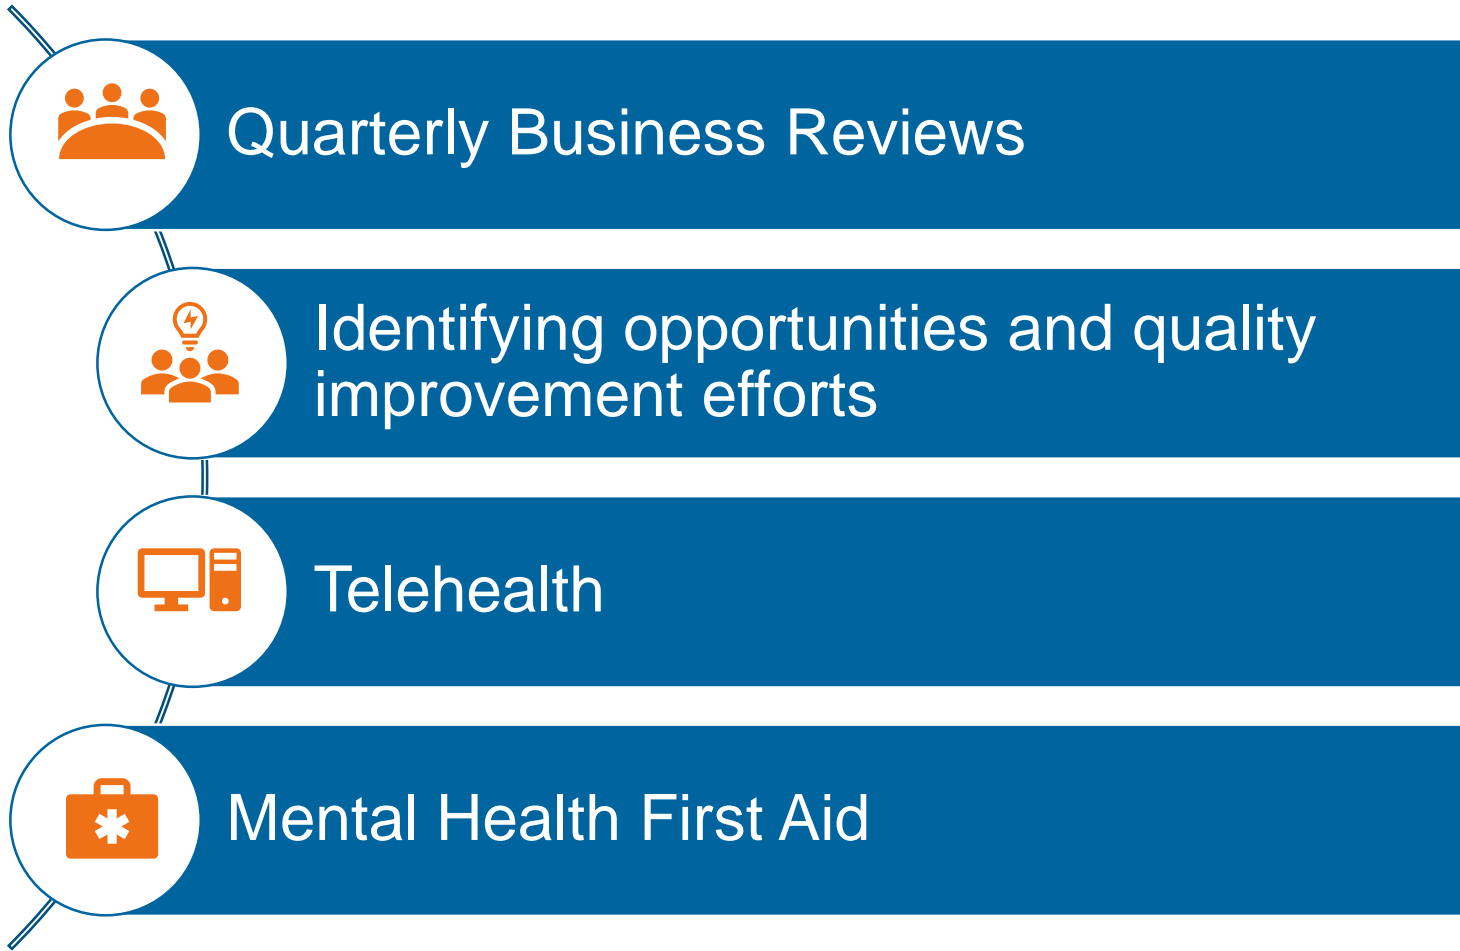 Quarterly Business Reviews
Identifying opportunities and quality
improvement efforts
Telehealth
Mental Health First Aid